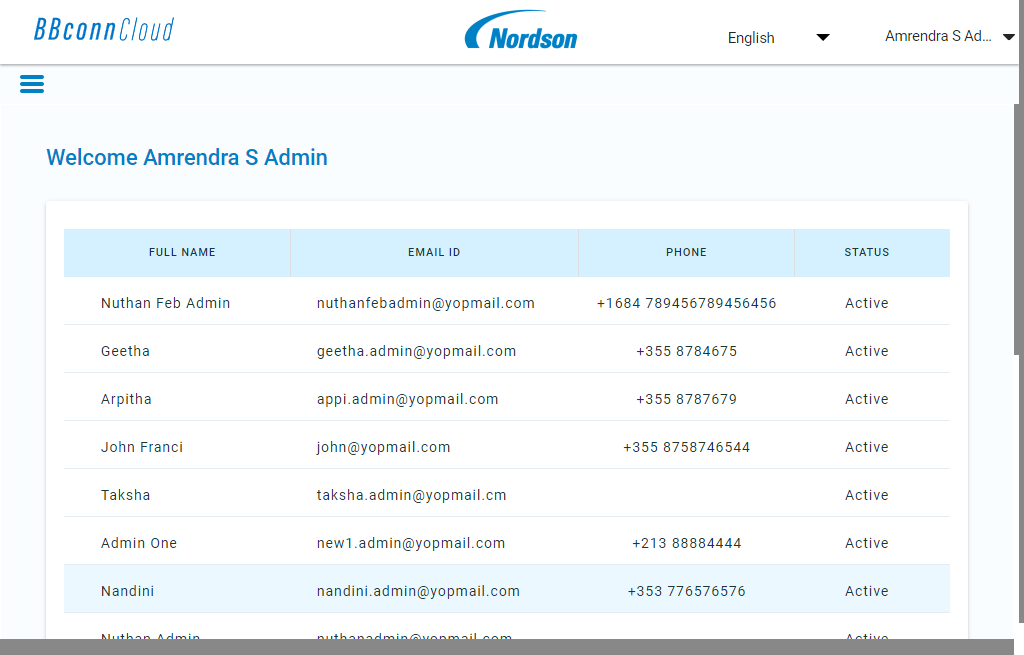 BBconnCloud
Nordson
English
Amrendra S Ad...
Welcome Amrendra S Admin
FULL NAME EMAIL ID PHONE STATUS
Nuthan Feb Admin nuthanfebadmin@yopmail.com +1684 789456789456456 Active
Geetha geetha.admin@yopmail.com +355 8784675 Active
Arpitha appi.admin@yopmail.com +355 8787679 Active
John Franci john@yopmail.com +355 8758746544 Active
Taksha taksha.admin@yopmail.cm Active
Admin One new1.admin@yopmail.com +213 88884444 Active
Nandini nandini.admin@yopmail.com +353 776576576 Active
Nuthan Admin nuthanadmin@yopmail.com Active